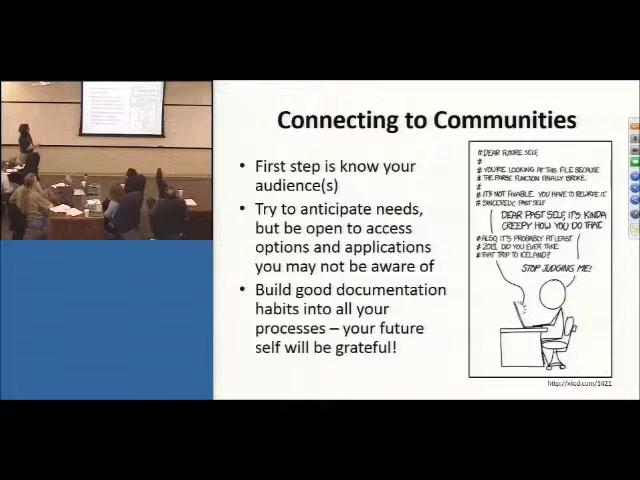 Connecting to Communities
• First step is know your
audience(s)
• Try to anticipate needs,
but be open to access
options and applications
you may not be aware of
• Build good documentation
habits into all your
processes – your future
self will be grateful!
# DEAR FUTURE SELF,
#
# YOU'RE LOOKING AT THIS FILE BECAUSE
# THE PARSE FUNCTION FINALLY BROKE.
#
# IT'S NOT FIXABLE. YOU HAVE TO REWRITE IT.
# SINCERELY, PAST SELF
DEAR PAST SELF, IT'S KINDA
CREEPY HOW YOU DO THAT.
# ALSO, IT'S PROBABLY AT LEAST
# 2013. DID YOU EVER TAKE
# THAT TRIP TO ICELAND?
STOP JUDGING ME!
http://xkcd.com/1421